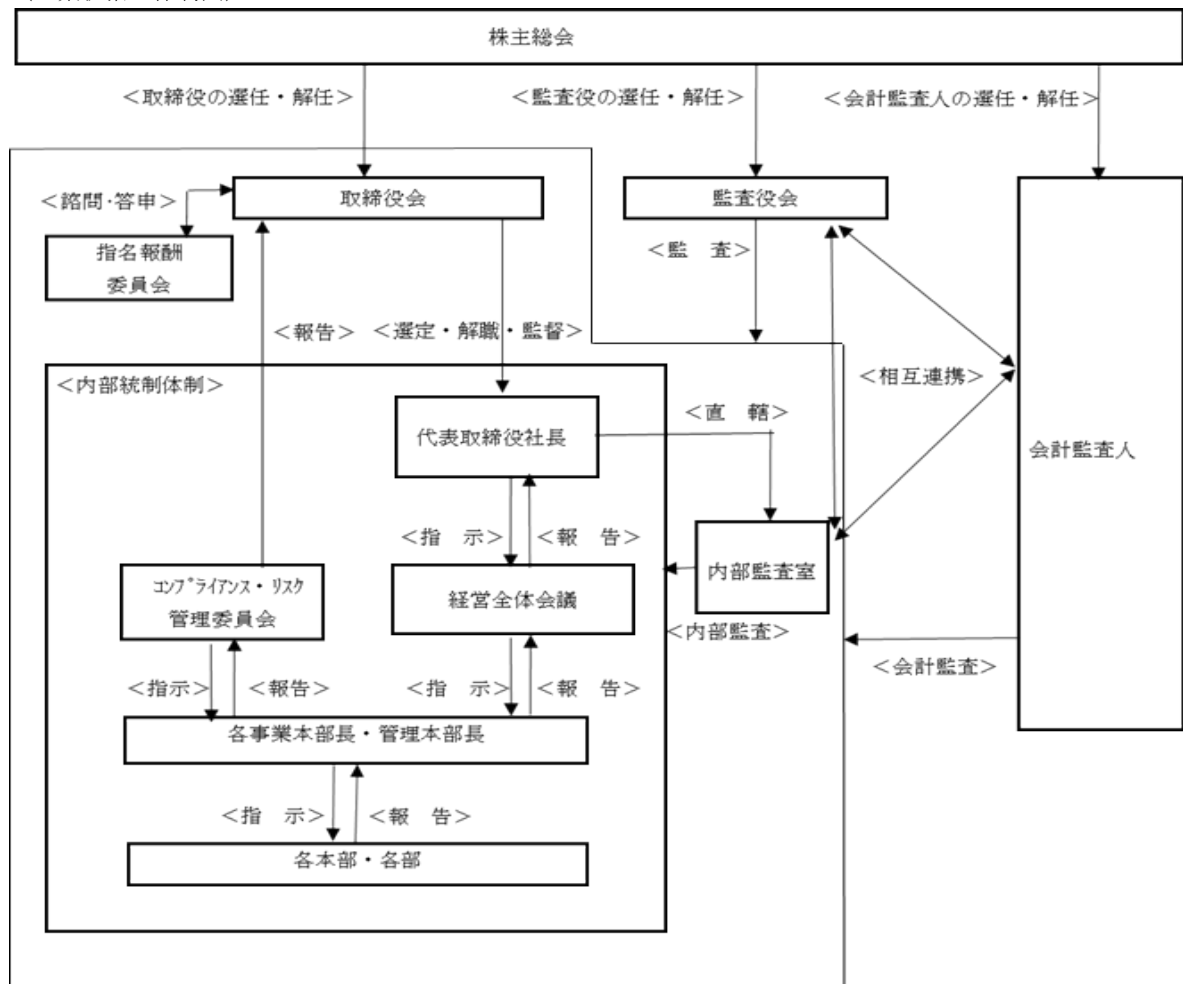 株主総会
＜取締役の選任・解任＞
＜監査役の選任・解任＞
＜会計監査人の選任・解任＞
＜諮問･答申＞
取締役会
監査役会
指名報酬
委員会
＜監　査＞
＜報告＞
＜選定・解職・監督＞
＜内部統制体制＞
＜相互連携＞
代表取締役社長
＜直　轄＞
会計監査人
＜指　示＞
＜報　告＞
コンプライアンス・リスク
管理委員会
経営全体会議
内部監査室
＜内部監査＞
＜会計監査＞
＜指示＞
＜報告＞
＜指　示＞
＜報　告＞
各事業本部長・管理本部長
＜指　示＞
＜報　告＞
各本部・各部